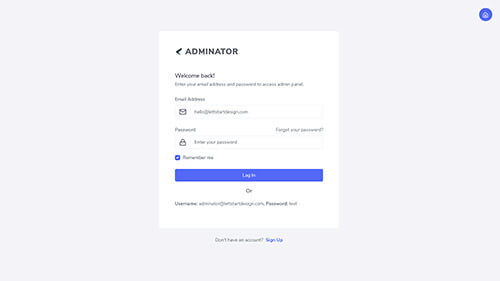 ADMINATOR
Welcome back!
Enter your email address and password to access admin panel.
Email Address
hello@letstartdesign.com
Password Forgot your password?
Enter your password
Remember me
Log In
Or
Username: adminator@letstartdesign.com, Password: test
Don't have an account? Sign Up